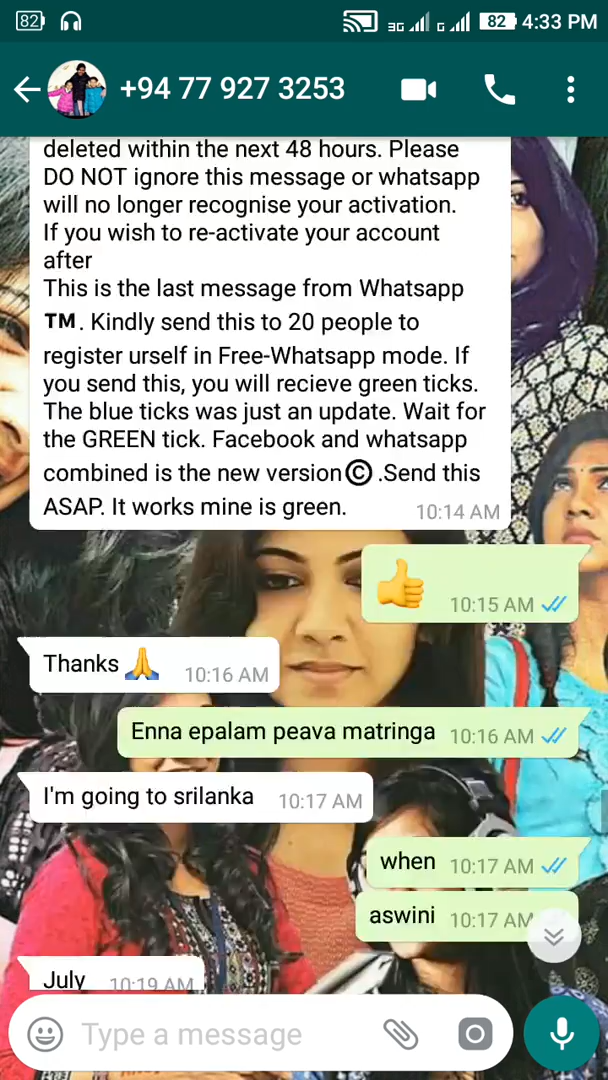 82 3G G 82 4:33 PM
+94 77 927 3253
deleted within the next 48 hours. Please
DO NOT ignore this message or whatsapp
will no longer recognise your activation.
If you wish to re-activate your account
after
This is the last message from Whatsapp
™. Kindly send this to 20 people to
register urself in Free-Whatsapp mode. If
you send this, you will recieve green ticks.
The blue ticks was just an update. Wait for
the GREEN tick. Facebook and whatsapp
combined is the new version©.Send this
ASAP. It works mine is green. 10:14 AM
👍 10:15 AM
Thanks 🙏 10:16 AM
Enna epalam peava matringa 10:16 AM
I'm going to srilanka 10:17 AM
when 10:17 AM
aswini 10:17 AM
July 10:19 AM
Type a message